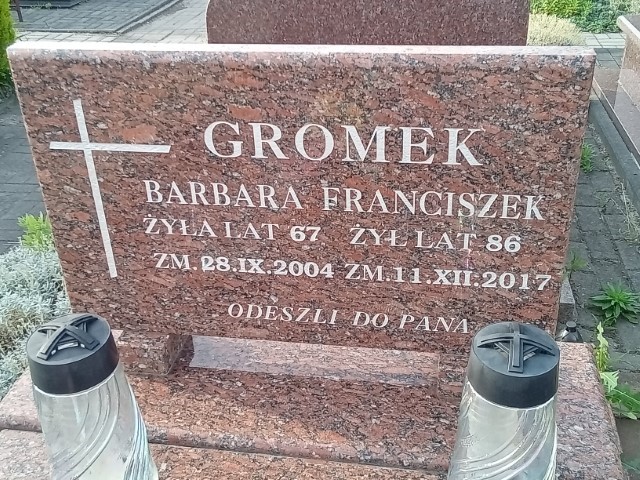 GROMEK
BARBARA FRANCISZEK
ŻYŁA LAT 67 ŻYŁ LAT 86
ZM. 28.IX.2004 ZM. 11.XII.2017
ODESZLI DO PANA